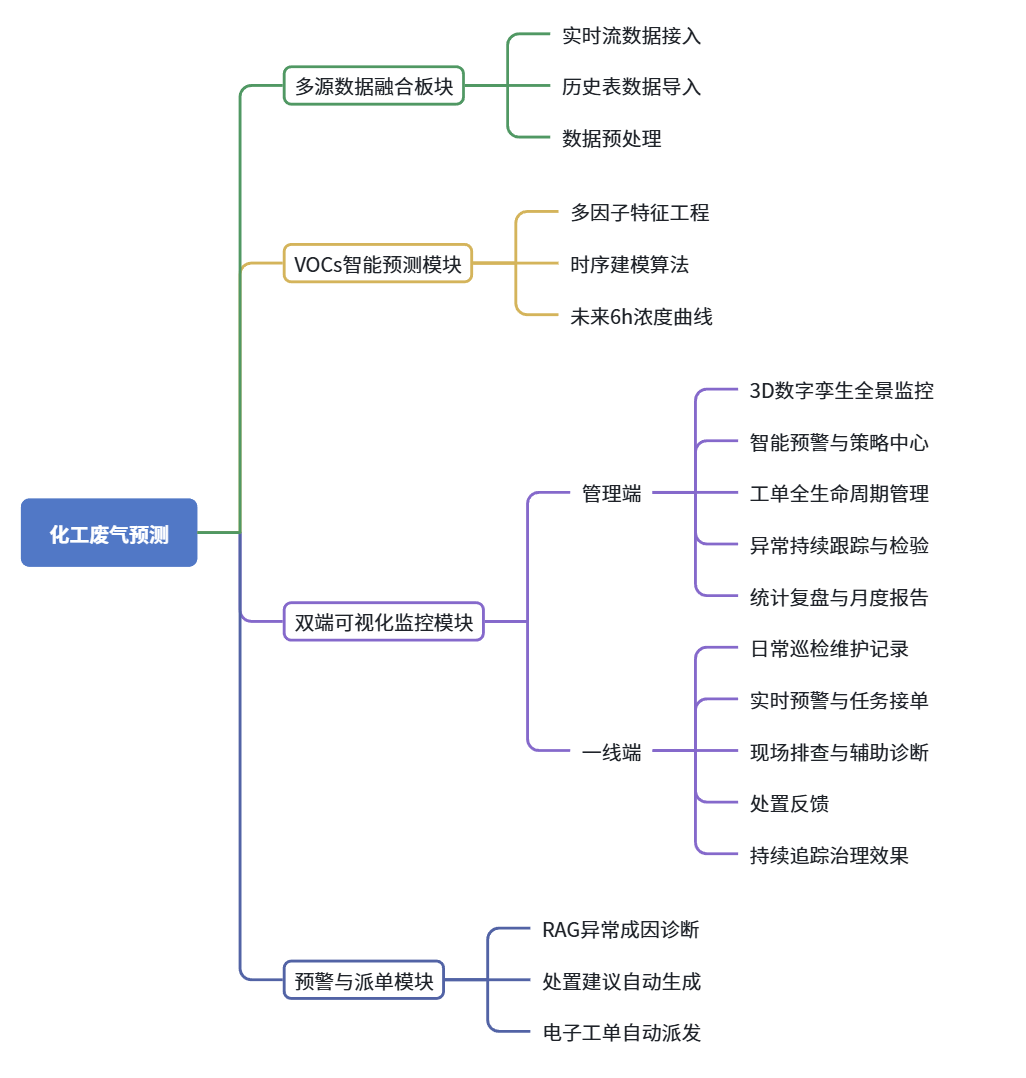 化工废气预测
多源数据融合板块
实时流数据接入
历史表数据导入
数据预处理
VOCs智能预测模块
多因子特征工程
时序建模算法
未来6h浓度曲线
双端可视化监控模块
管理端
3D数字孪生全景监控
智能预警与策略中心
工单全生命周期管理
异常持续跟踪与检验
统计复盘与月度报告
一线端
日常巡检维护记录
实时预警与任务接单
现场排查与辅助诊断
处置反馈
持续追踪治理效果
预警与派单模块
RAG异常成因诊断
处置建议自动生成
电子工单自动派发